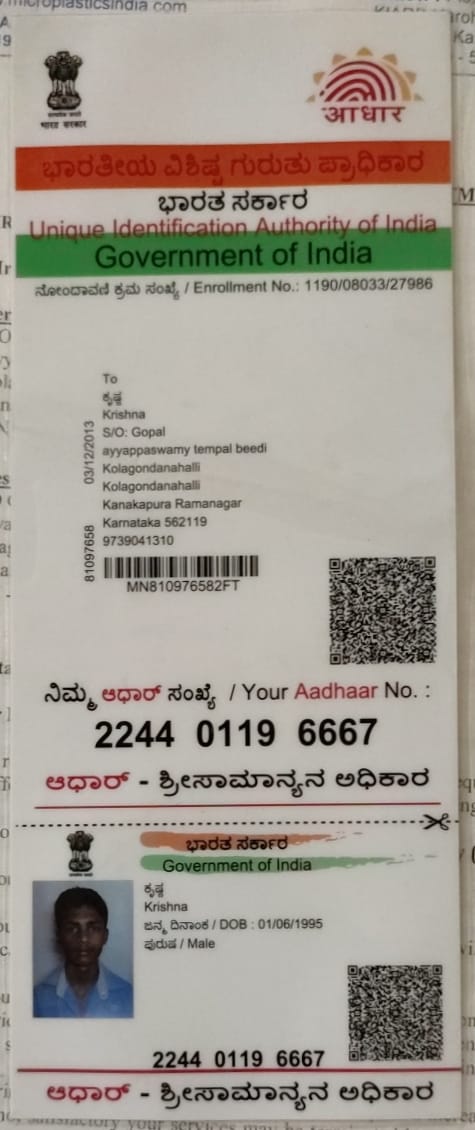 microplasticsindia.com
भारत सरकार
आधार
ಭಾರತೀಯ ವಿಶಿಷ್ಟ ಗುರುತು ಪ್ರಾಧಿಕಾರ
ಭಾರತ ಸರ್ಕಾರ
Unique Identification Authority of India
Government of India
ನೋಂದಾವಣಿ ಕ್ರಮ ಸಂಖ್ಯೆ / Enrollment No.: 1190/08033/27986
To
ಕೃಷ್ಣ
Krishna
S/O: Gopal
ayyappaswamy tempal beedi
Kolagondanahalli
Kolagondanahalli
Kanakapura Ramanagar
Karnataka 562119
9739041310
03/12/2013
81097658
MN810976582FT
ನಿಮ್ಮ ಆಧಾರ್ ಸಂಖ್ಯೆ / Your Aadhaar No. :
2244 0119 6667
ಆಧಾರ್ - ಶ್ರೀಸಾಮಾನ್ಯನ ಅಧಿಕಾರ
ಭಾರತ ಸರ್ಕಾರ
Government of India
ಕೃಷ್ಣ
Krishna
ಜನ್ಮ ದಿನಾಂಕ / DOB : 01/06/1995
ಪುರುಷ / Male
2244 0119 6667
ಆಧಾರ್ - ಶ್ರೀಸಾಮಾನ್ಯನ ಅಧಿಕಾರ